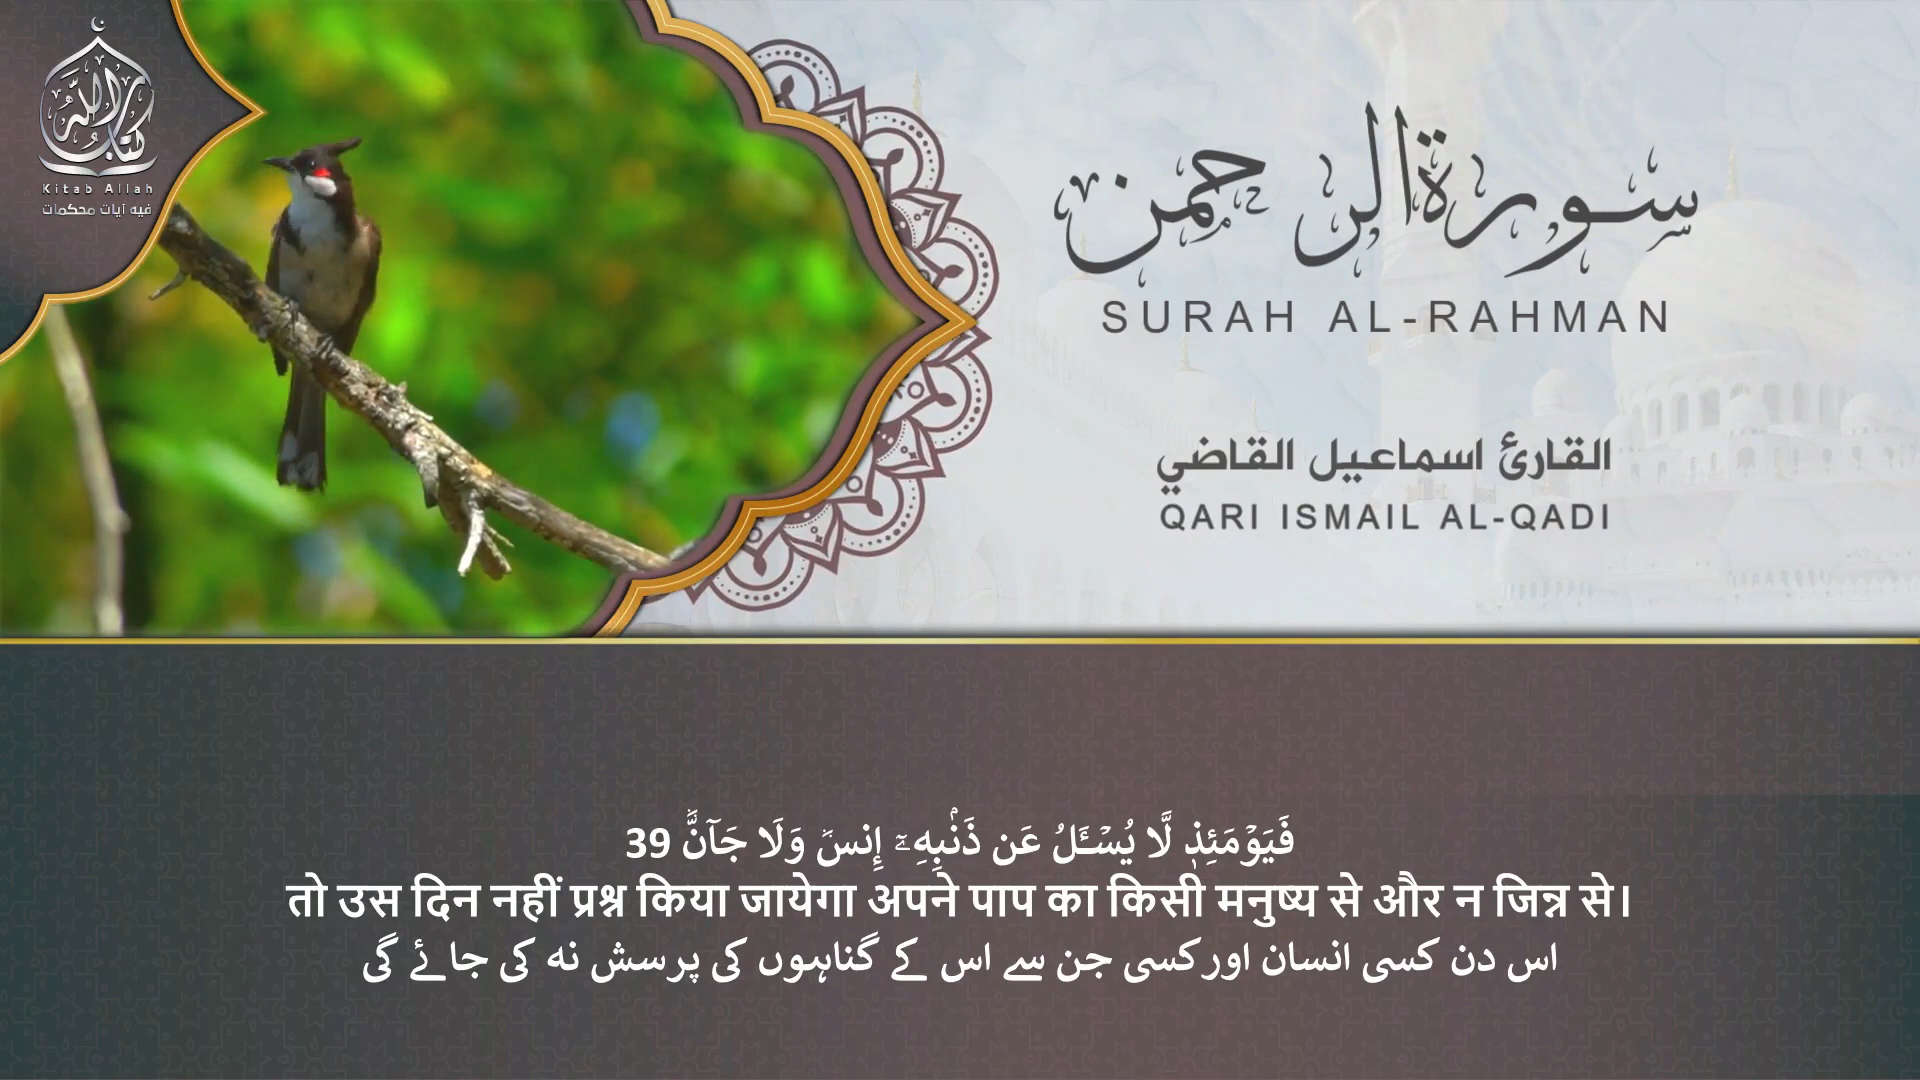 كتاب الله
Kitab Allah
فيه آيات محكمات
سورة الرحمن
SURAH AL-RAHMAN
القارئ اسماعيل القاضي
QARI ISMAIL AL-QADI
فَيَوْمَئِذٍ لَّا يُسْـَٔلُ عَن ذَنۢبِهِۦٓ إِنسٌ وَلَا جَآنٌّ 39
तो उस दिन नहीं प्रश्न किया जायेगा अपने पाप का किसी मनुष्य से और न जिन्न से।
اس دن کسی انسان اورکسی جن سے اس کے گناہوں کی پرسش نہ کی جائے گی